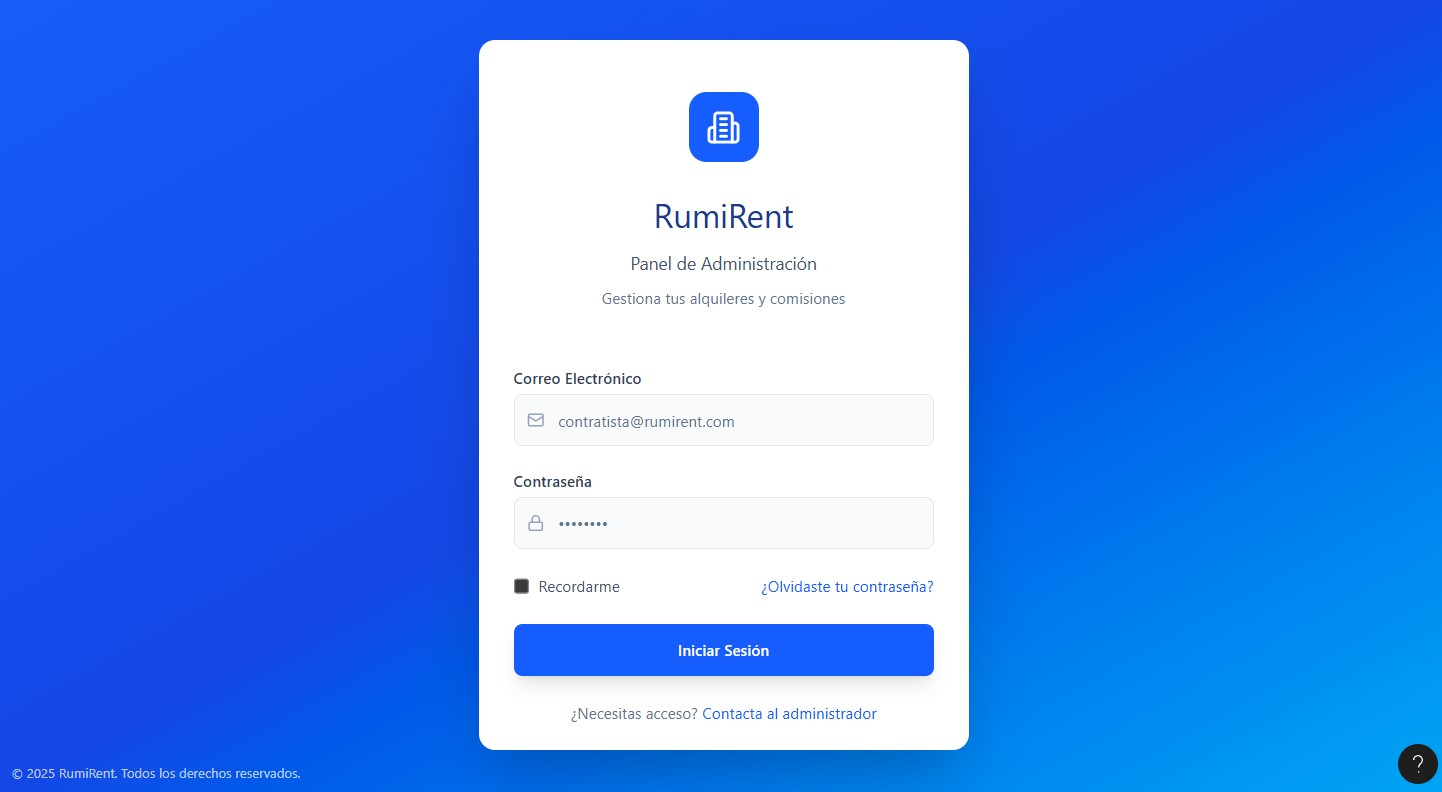 RumiRent
Panel de Administración
Gestiona tus alquileres y comisiones
Correo Electrónico
contratista@rumirent.com
Contraseña
••••••••
Recordarme
¿Olvidaste tu contraseña?
Iniciar Sesión
¿Necesitas acceso? Contacta al administrador
© 2025 RumiRent. Todos los derechos reservados.
?